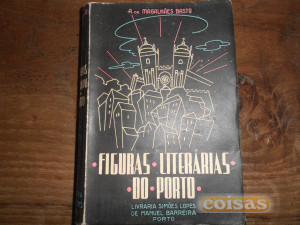 A. DE MAGALHÃES BASTO
• FIGURAS • LITERÁRIAS •
• DO • PORTO •
LIVRARIA SIMÕES LOPES
DE MANUEL BARREIRA
PORTO
coisas